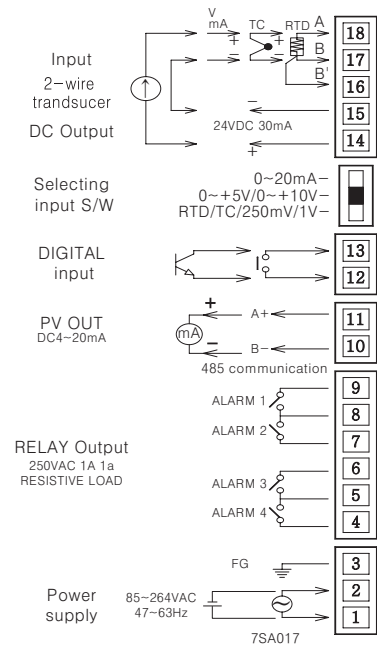 V
mA TC RTD A 18
Input + + B 17
2-wire − − B' 16
trandsucer
DC Output − 15
24VDC 30mA
+ 14
Selecting 0~20mA−
input S/W 0~+5V/0~+10V−
RTD/TC/250mV/1V−
DIGITAL 13
input 12
PV OUT + A+ 11
DC4~20mA mA
− B− 10
485 communication
ALARM 1 9
8
ALARM 2 7
RELAY Output
250VAC 1A 1a
RESISTIVE LOAD
ALARM 3 6
5
ALARM 4 4
FG 3
Power 85~264VAC 2
supply 47~63Hz 1
7SA017